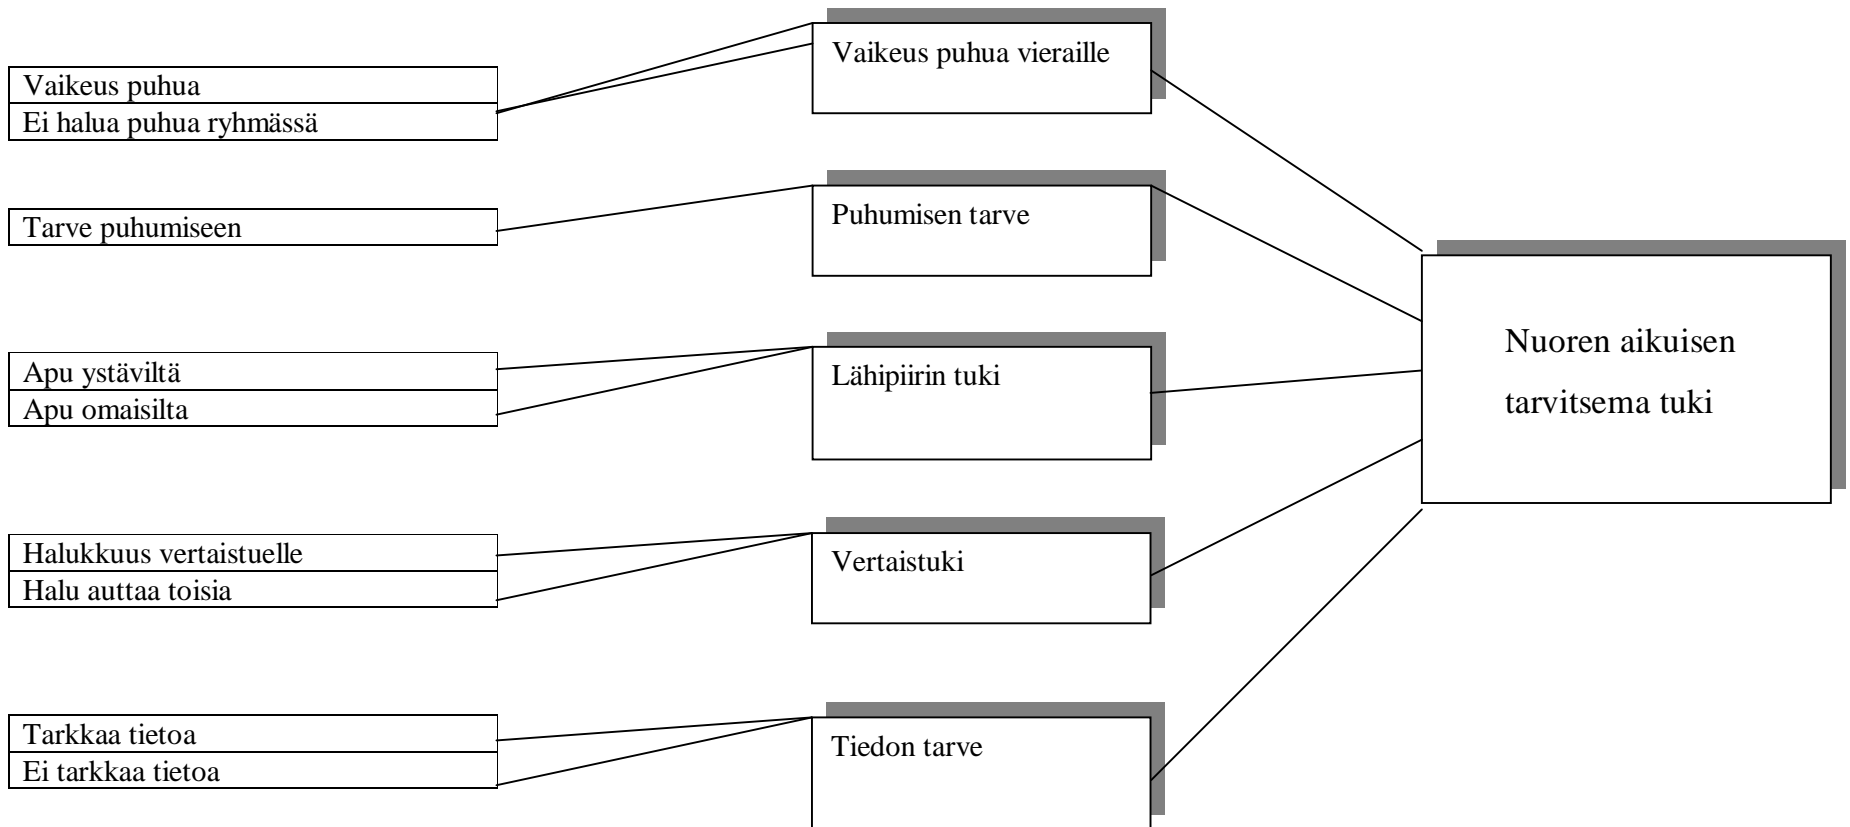 Vaikeus puhua
Ei halua puhua ryhmässä
Tarve puhumiseen
Apu ystäviltä
Apu omaisilta
Halukkuus vertaistuelle
Halu auttaa toisia
Tarkkaa tietoa
Ei tarkkaa tietoa
Vaikeus puhua vieraille
Puhumisen tarve
Lähipiirin tuki
Vertaistuki
Tiedon tarve
Nuoren aikuisen
tarvitsema tuki